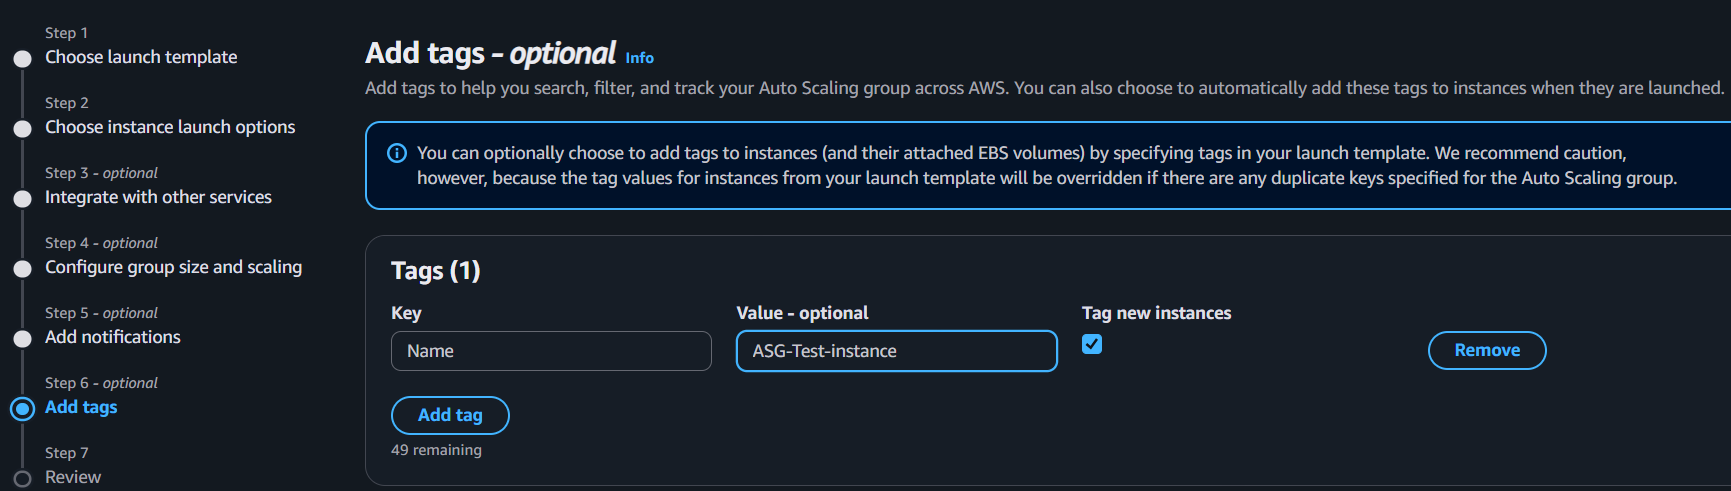 Step 1
Choose launch template
Step 2
Choose instance launch options
Step 3 - optional
Integrate with other services
Step 4 - optional
Configure group size and scaling
Step 5 - optional
Add notifications
Step 6 - optional
Add tags
Step 7
Review
Add tags - optional Info
Add tags to help you search, filter, and track your Auto Scaling group across AWS. You can also choose to automatically add these tags to instances when they are launched.
You can optionally choose to add tags to instances (and their attached EBS volumes) by specifying tags in your launch template. We recommend caution,
however, because the tag values for instances from your launch template will be overridden if there are any duplicate keys specified for the Auto Scaling group.
Tags (1)
Key Value - optional Tag new instances
Name ASG-Test-instance Remove
Add tag
49 remaining